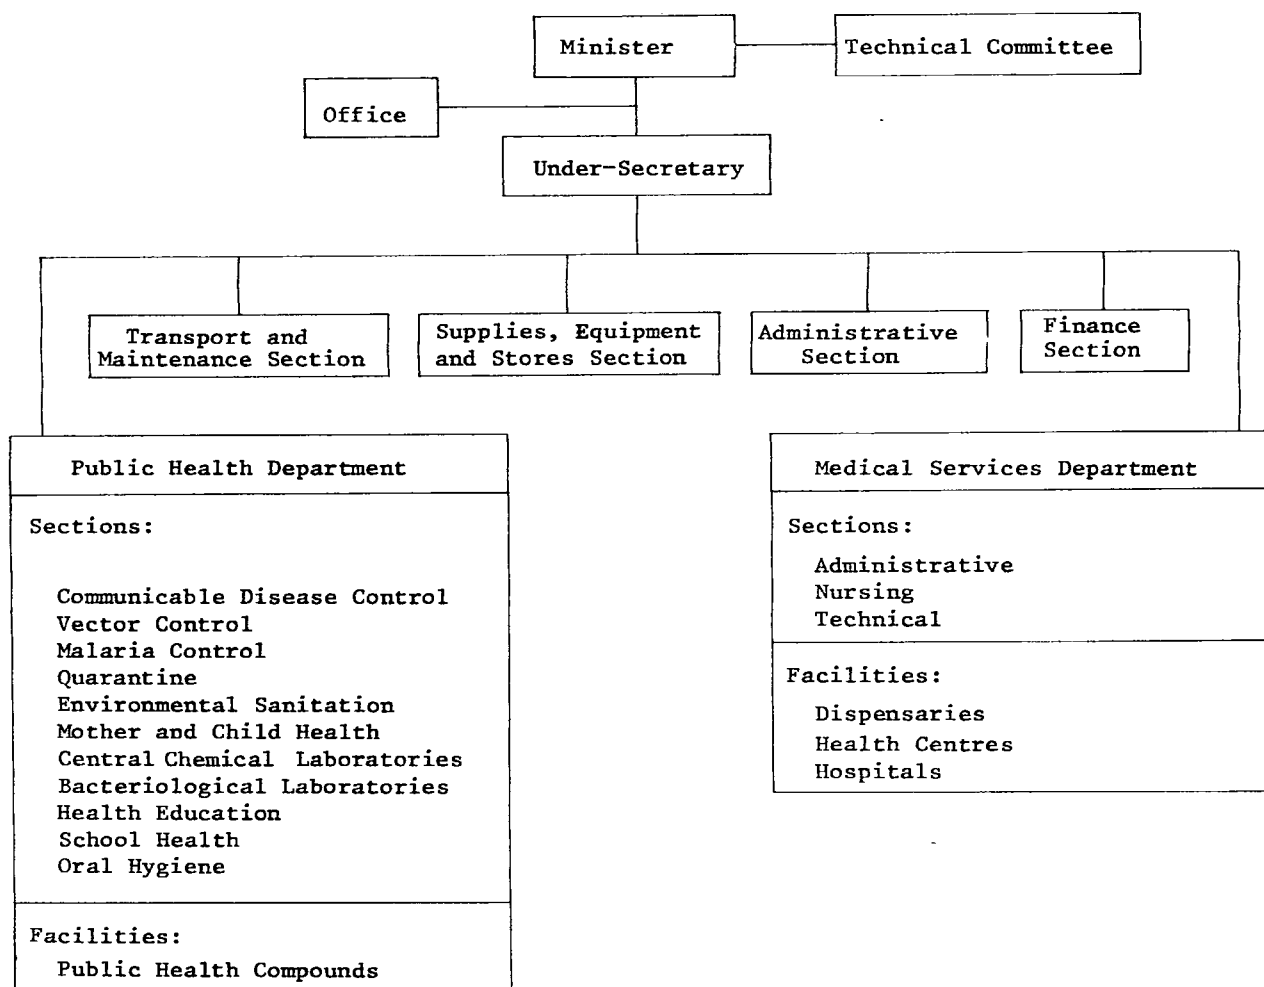 Minister
Technical Committee
Office
Under-Secretary
Transport and
Maintenance Section
Supplies, Equipment
and Stores Section
Administrative
Section
Finance
Section
Public Health Department
Sections:
Communicable Disease Control
Vector Control
Malaria Control
Quarantine
Environmental Sanitation
Mother and Child Health
Central Chemical Laboratories
Bacteriological Laboratories
Health Education
School Health
Oral Hygiene
Facilities:
Public Health Compounds
Medical Services Department
Sections:
Administrative
Nursing
Technical
Facilities:
Dispensaries
Health Centres
Hospitals